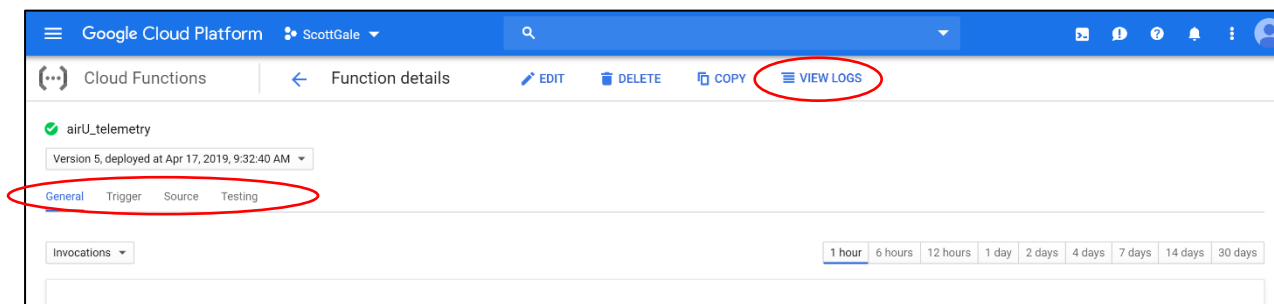 Google Cloud Platform ScottGale
Cloud Functions Function details EDIT DELETE COPY VIEW LOGS
airU_telemetry
Version 5, deployed at Apr 17, 2019, 9:32:40 AM
General Trigger Source Testing
Invocations 1 hour 6 hours 12 hours 1 day 2 days 4 days 7 days 14 days 30 days